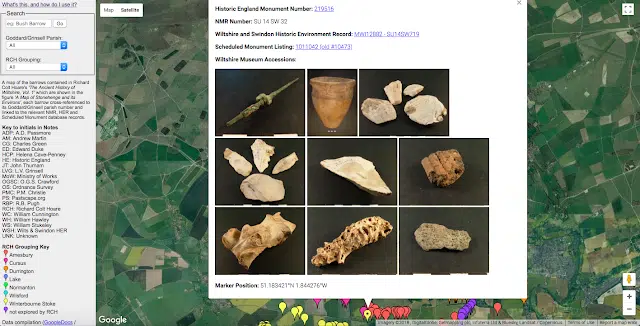 What's this, and how do I use it?
Search
e.g. Bush Barrow
Go
Goddard/Grinsell Parish:
All
RCH Grouping:
All
A map of the barrows contained in Richard
Colt Hoare's 'The Ancient History of
Wiltshire, Vol. 1' which are shown in the
figure 'A Map of Stonehenge and its
Environs', each barrow cross-referenced to
its Goddard/Grinsell parish number and
linked to the relevant NMR, HER and
Scheduled Monument database records.
Key to initials in Notes
ADP: A.D. Passmore
AM: Andrew Martin
CG: Charles Green
ED: Edward Duke
HCP: Helena Cave-Penney
HE: Historic England
JT: John Thurnam
LVG: L.V. Grinsell
MoW: Ministry of Works
OGSC: O.G.S. Crawford
OS: Ordnance Survey
PMC: P.M. Christie
PS: Pastscape.org
RBP: R.B. Pugh
RCH: Richard Colt Hoare
WC: William Cunnington
WH: William Hawley
WS: William Stukeley
WSH: Wilts & Swindon HER
UNK: Unknown
RCH Grouping Key
Amesbury
Cursus
Durrington
Lake
Normanton
Wilsford
Winterbourne Stoke
not explored by RCH
Data compilation (GoogleDocs /
Map
Satellite
Historic England Monument Number: 219516
NMR Number: SU 14 SW 32
Wiltshire and Swindon Historic Environment Record: MWI12882 - SU14SW719
Scheduled Monument Listing: 1011042 (old #10473)
Wiltshire Museum Accessions:
Marker Position: 51.183421°N 1.844276°W
Google
Terms of Use